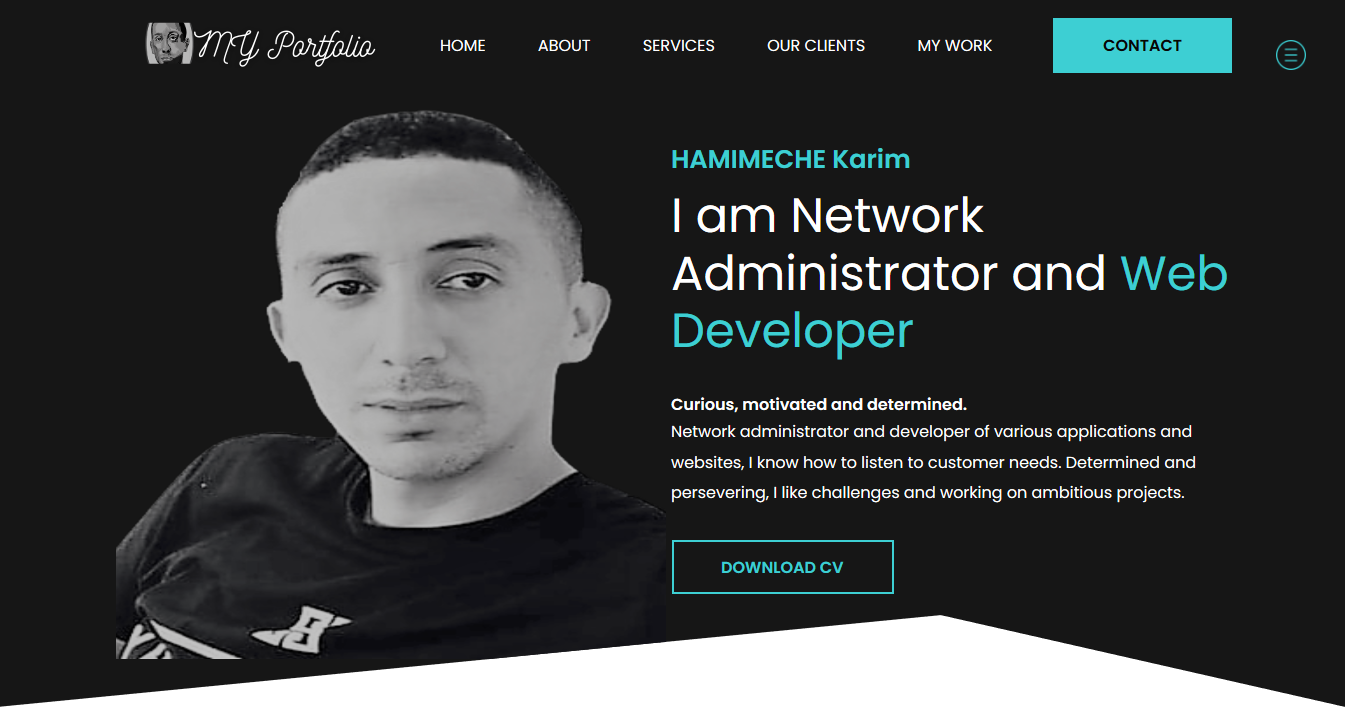 MY Portfolio
HOME
ABOUT
SERVICES
OUR CLIENTS
MY WORK
CONTACT
HAMIMECHE Karim
I am Network
Administrator and Web
Developer
Curious, motivated and determined.
Network administrator and developer of various applications and
websites, I know how to listen to customer needs. Determined and
persevering, I like challenges and working on ambitious projects.
DOWNLOAD CV